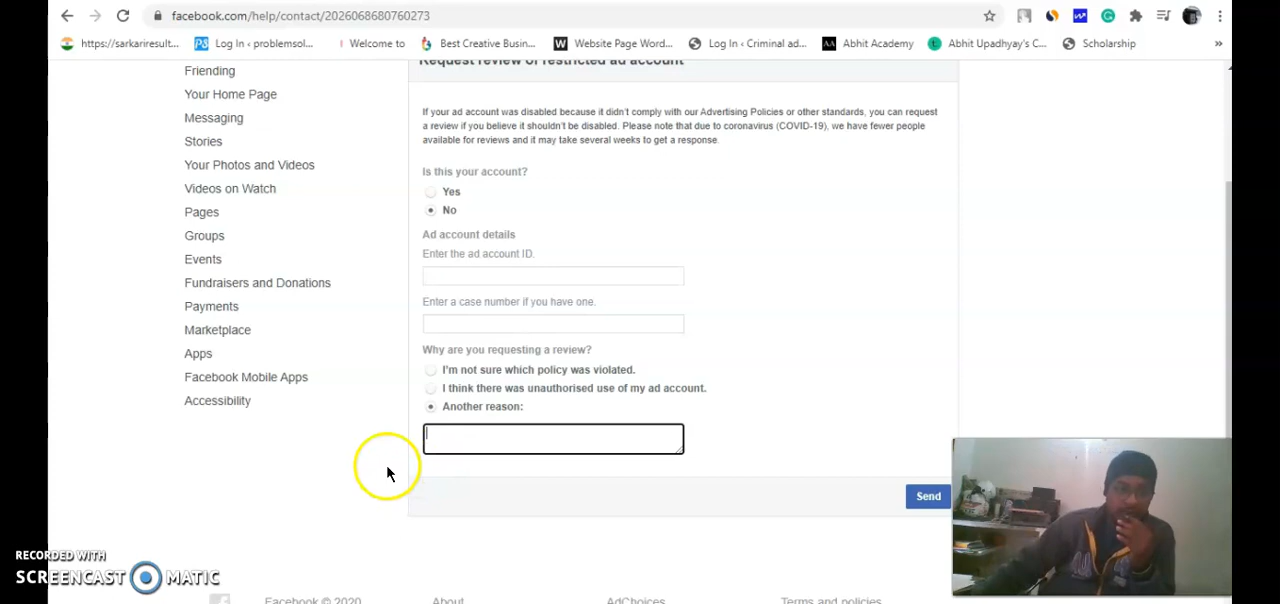 facebook.com/help/contact/2026068680760273
https://sarkariresult...
PS Log In ‹ problemsol...
Welcome to
Best Creative Busin...
W Website Page Word...
Log In ‹ Criminal ad...
AA Abhit Academy
Abhit Upadhyay's C...
Scholarship
»
Request review of restricted ad account
Friending
Your Home Page
Messaging
Stories
Your Photos and Videos
Videos on Watch
Pages
Groups
Events
Fundraisers and Donations
Payments
Marketplace
Apps
Facebook Mobile Apps
Accessibility
If your ad account was disabled because it didn't comply with our Advertising Policies or other standards, you can request
a review if you believe it shouldn't be disabled. Please note that due to coronavirus (COVID-19), we have fewer people
available for reviews and it may take several weeks to get a response.
Is this your account?
Yes
No
Ad account details
Enter the ad account ID.
Enter a case number if you have one.
Why are you requesting a review?
I'm not sure which policy was violated.
I think there was unauthorised use of my ad account.
Another reason:
Send
RECORDED WITH
SCREENCAST MATIC
Facebook © 2020
About
AdChoices
Terms and policies